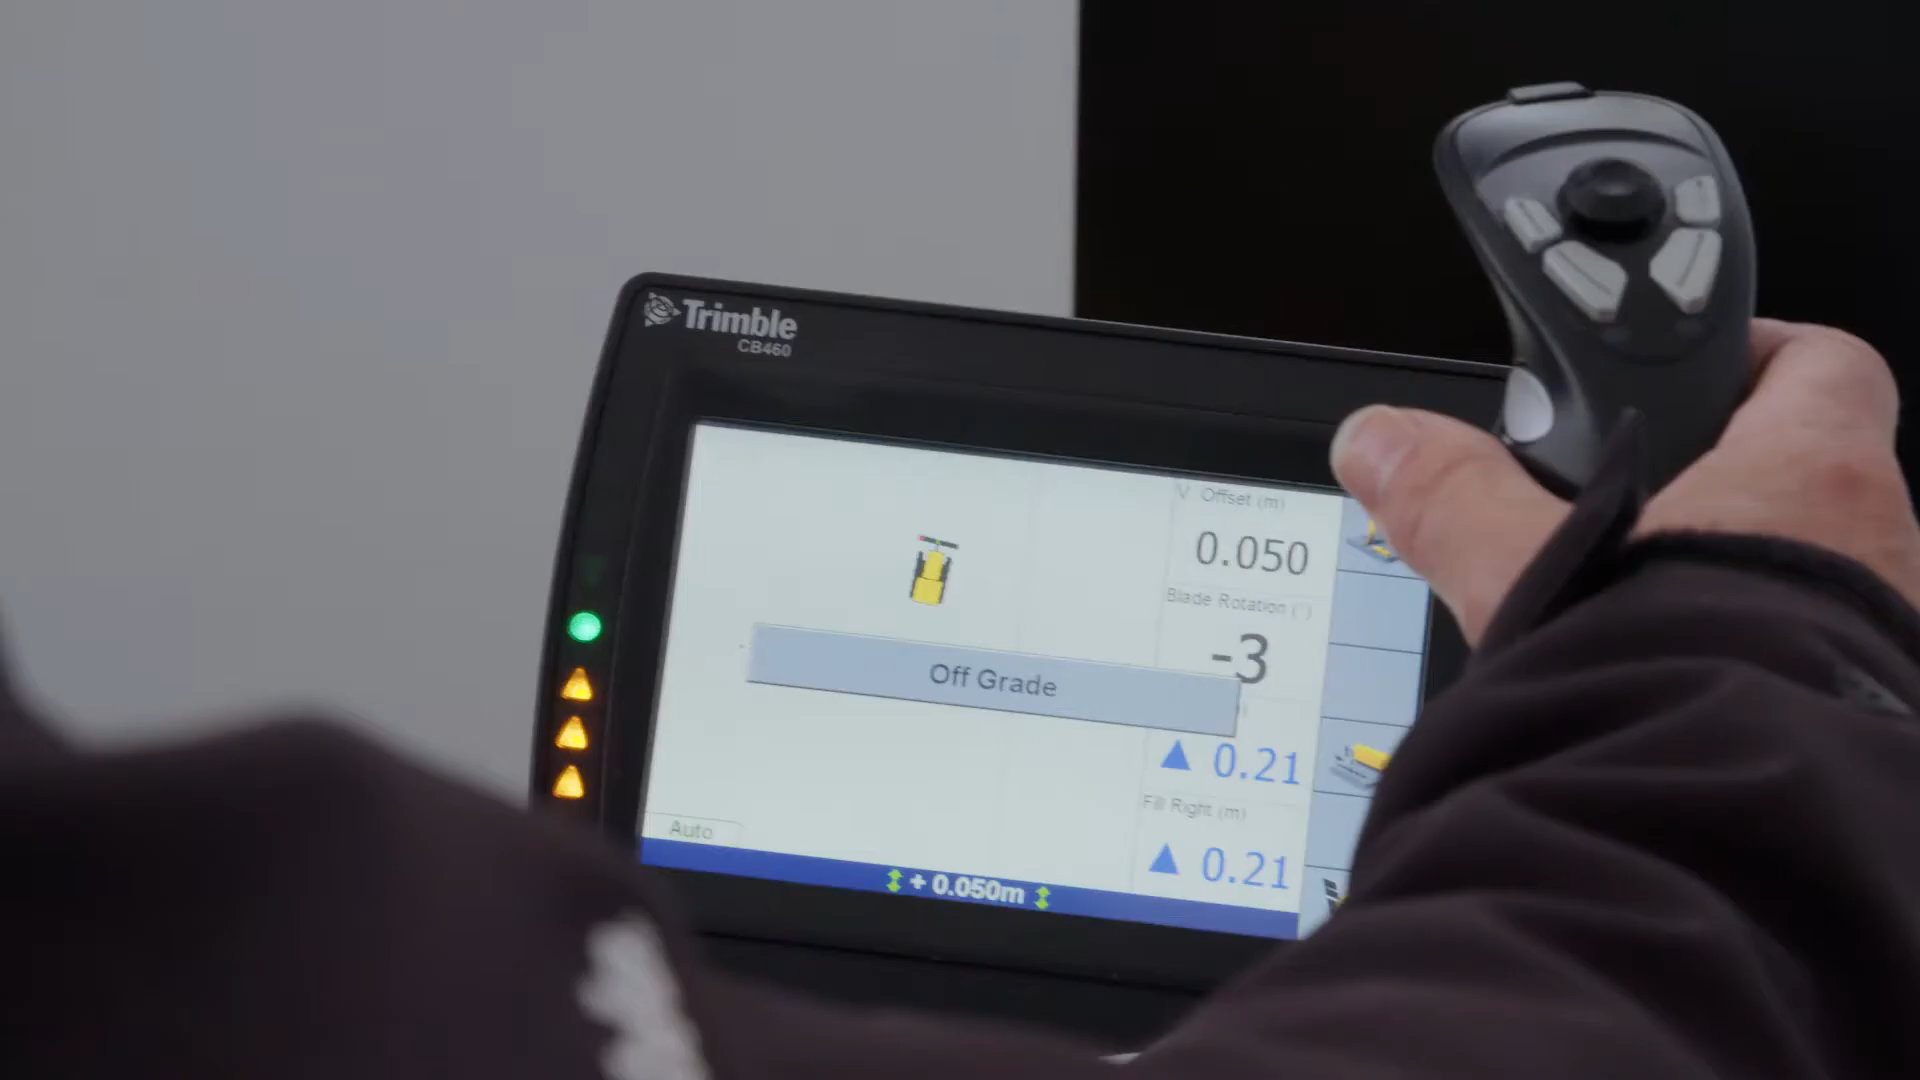 Trimble
CB460
V. Offset (m)
0.050
Blade Rotation (°)
-3
Off Grade
0.21
Fill Right (m)
0.21
Auto
+ 0.050m